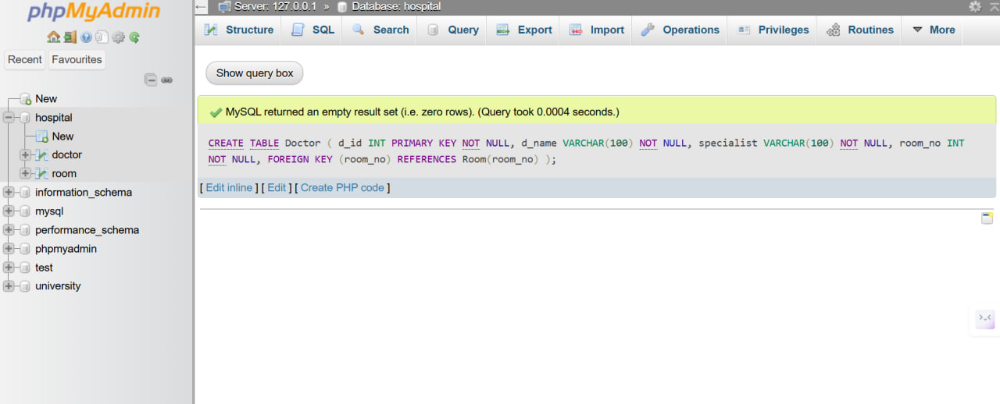 phpMyAdmin
Recent Favourites
New
hospital
New
doctor
room
information_schema
mysql
performance_schema
phpmyadmin
test
university
Server: 127.0.0.1 » Database: hospital
Structure SQL Search Query Export Import Operations Privileges Routines More
Show query box
MySQL returned an empty result set (i.e. zero rows). (Query took 0.0004 seconds.)
CREATE TABLE Doctor ( d_id INT PRIMARY KEY NOT NULL, d_name VARCHAR(100) NOT NULL, specialist VARCHAR(100) NOT NULL, room_no INT
NOT NULL, FOREIGN KEY (room_no) REFERENCES Room(room_no) );
[ Edit inline ] [ Edit ] [ Create PHP code ]